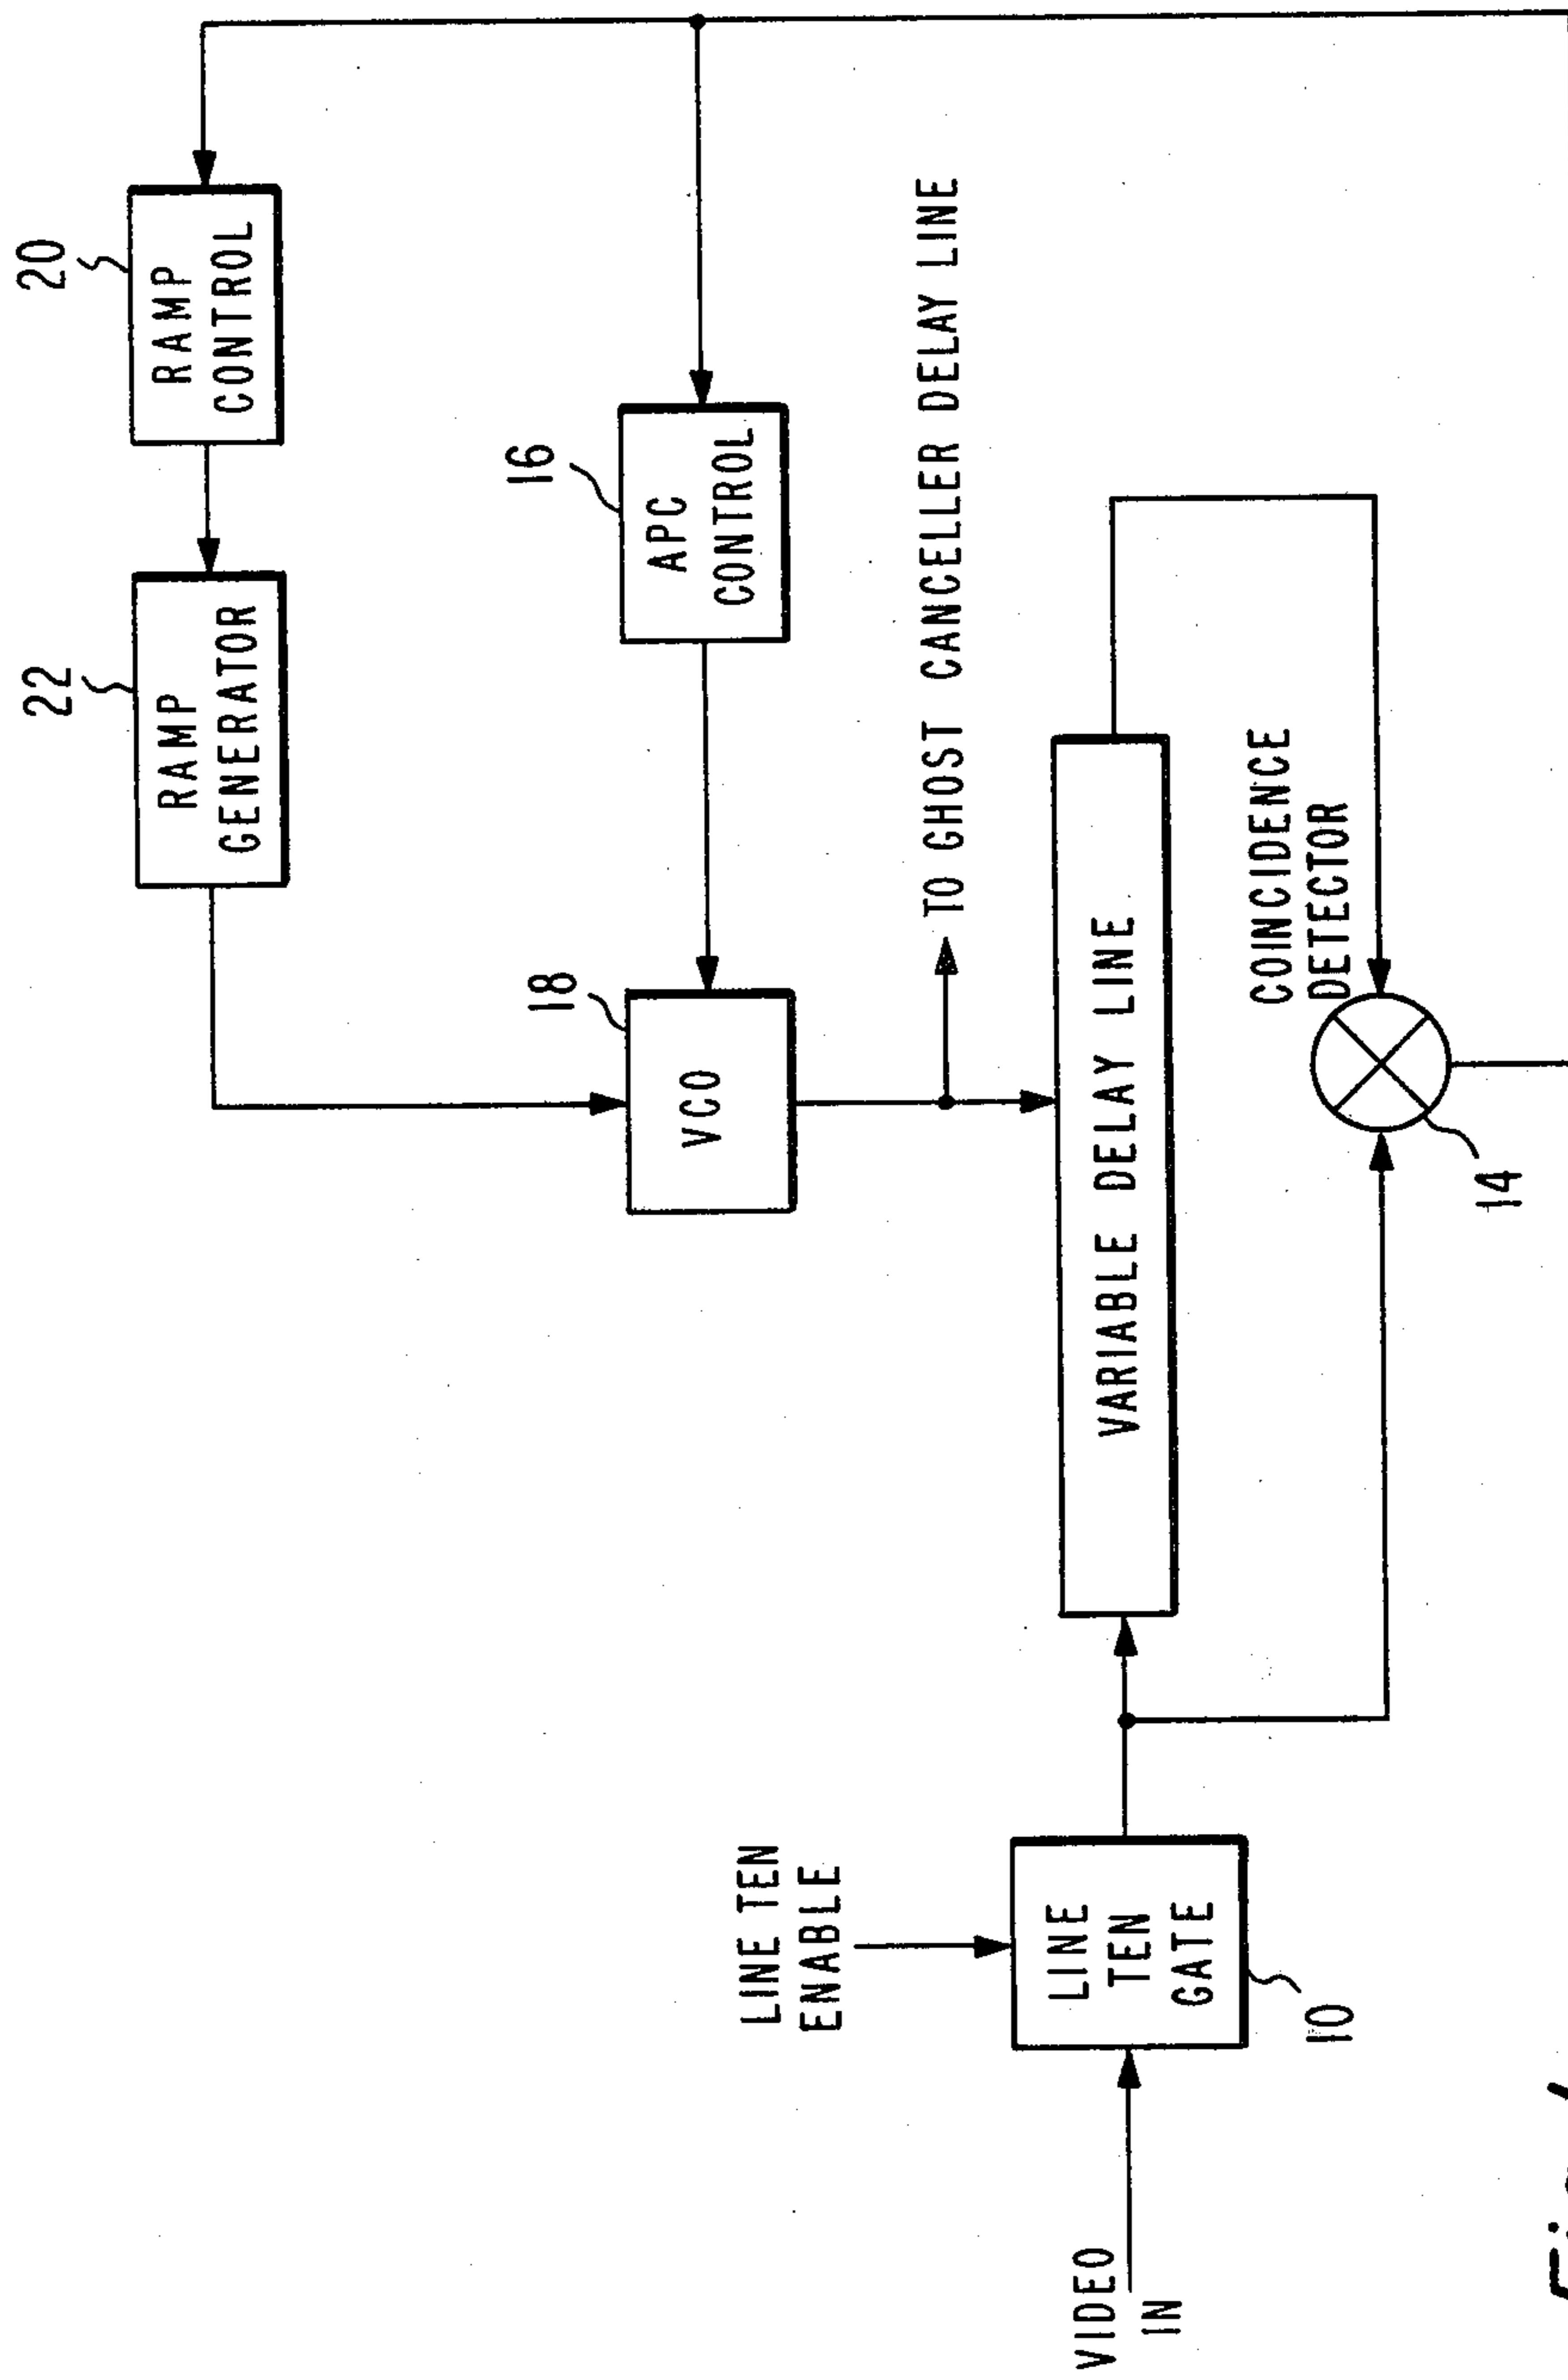 20
RAMP
CONTROL
22
RAMP
GENERATOR
16
APC
CONTROL
18
VCO
TO GHOST CANCELLER DELAY LINE
VARIABLE DELAY LINE
COINCIDENCE
DETECTOR
14
LINE TEN
ENABLE
LINE
TEN
GATE
10
VIDEO
IN